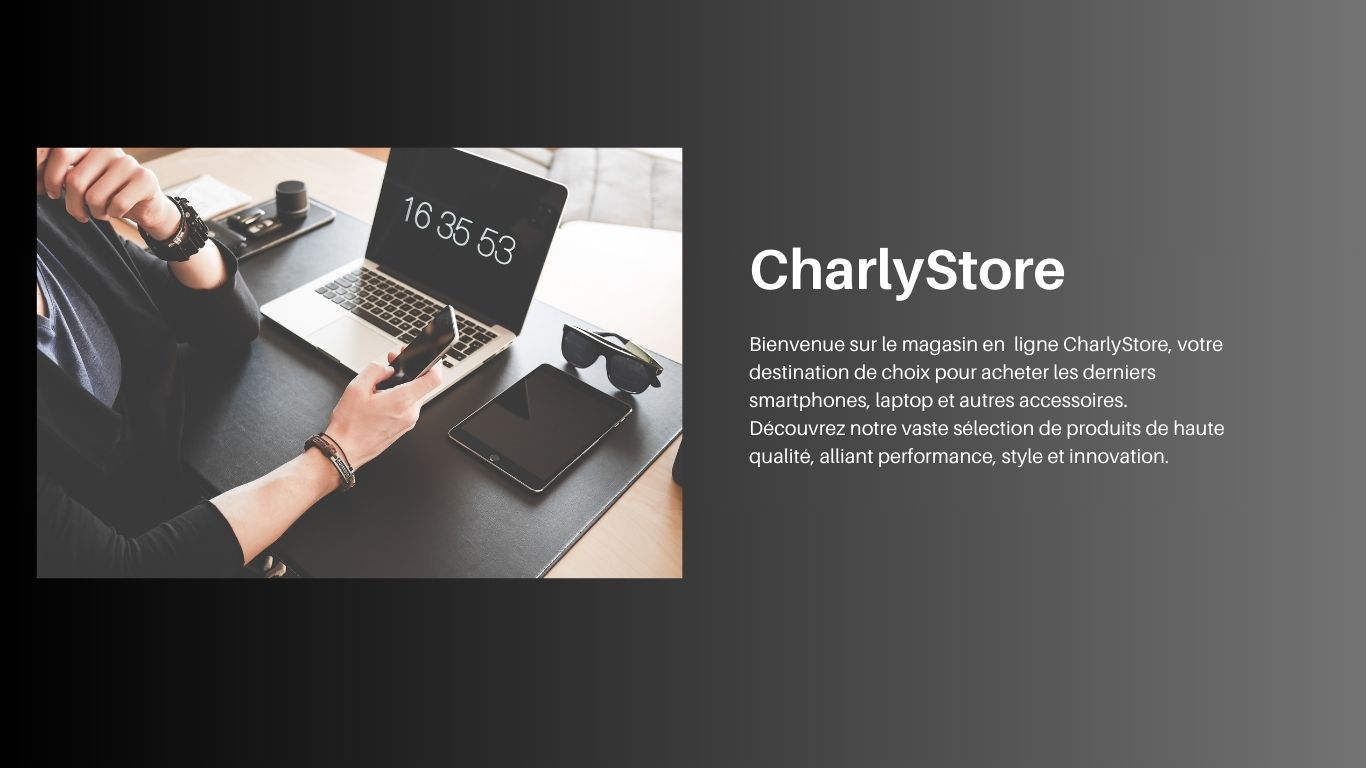 16 35 53
CharlyStore
Bienvenue sur le magasin en  ligne CharlyStore, votre
destination de choix pour acheter les derniers
smartphones, laptop et autres accessoires.
Découvrez notre vaste sélection de produits de haute
qualité, alliant performance, style et innovation.